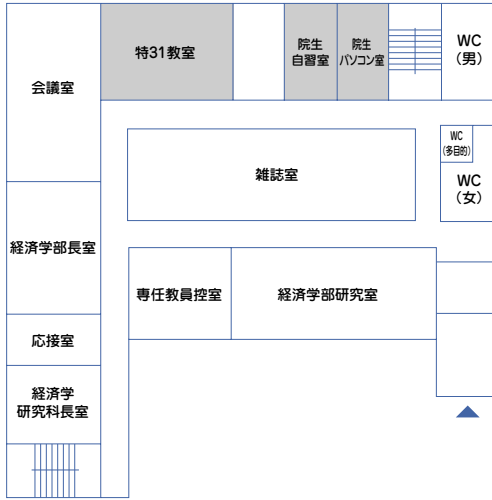 特31教室
院生
自習室
院生
パソコン室
WC
(男)
会議室
WC
(多目的)
雑誌室
WC
(女)
経済学部長室
専任教員控室
経済学部研究室
応接室
経済学
研究科長室